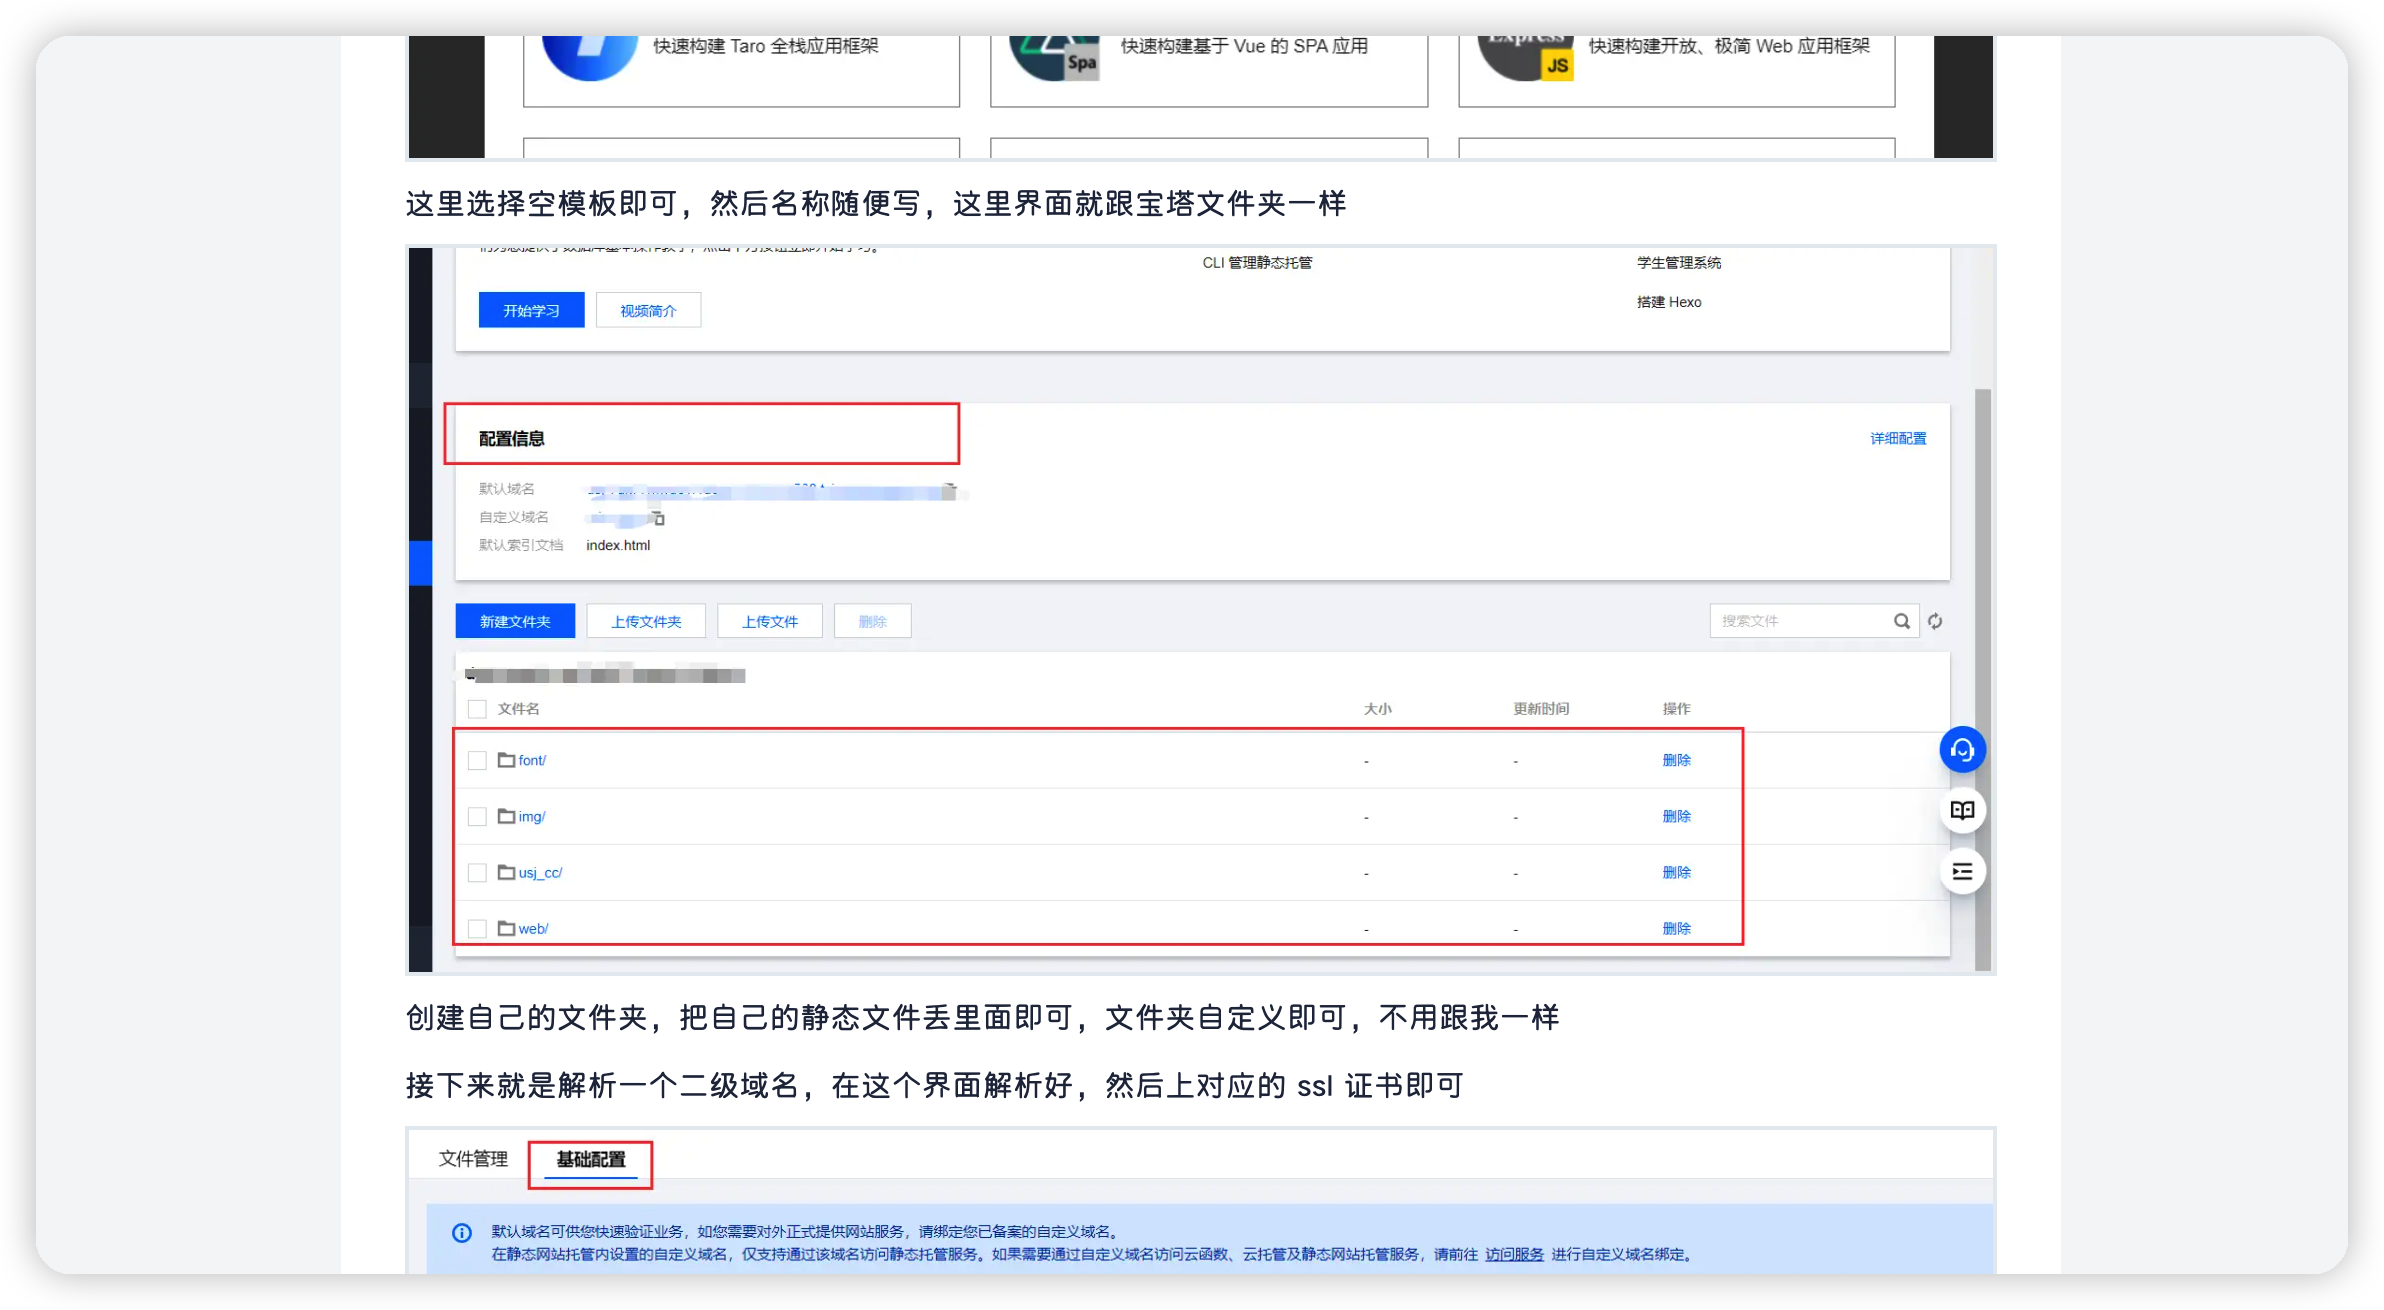 快速构建 Taro 全栈应用框架
快速构建基于 Vue 的 SPA 应用
快速构建开放、极简 Web 应用框架
Spa
Express
JS
这里选择空模板即可，然后名称随便写，这里界面就跟宝塔文件夹一样
CLI 管理静态托管
学生管理系统
搭建 Hexo
开始学习
视频简介
配置信息
详细配置
默认域名
自定义域名
默认索引文档 index.html
新建文件夹
上传文件夹
上传文件
删除
搜索文件
文件名 大小 更新时间 操作
font/ - - 删除
img/ - - 删除
usj_cc/ - - 删除
web/ - - 删除
创建自己的文件夹，把自己的静态文件丢里面即可，文件夹自定义即可，不用跟我一样
接下来就是解析一个二级域名，在这个界面解析好，然后上对应的 ssl 证书即可
文件管理 基础配置
默认域名可供您快速验证业务，如您需要对外正式提供网站服务，请绑定您已备案的自定义域名。
在静态网站托管内设置的自定义域名，仅支持通过该域名访问静态托管服务。如果需要通过自定义域名访问云函数、云托管及静态网站托管服务，请前往 访问服务 进行自定义域名绑定。